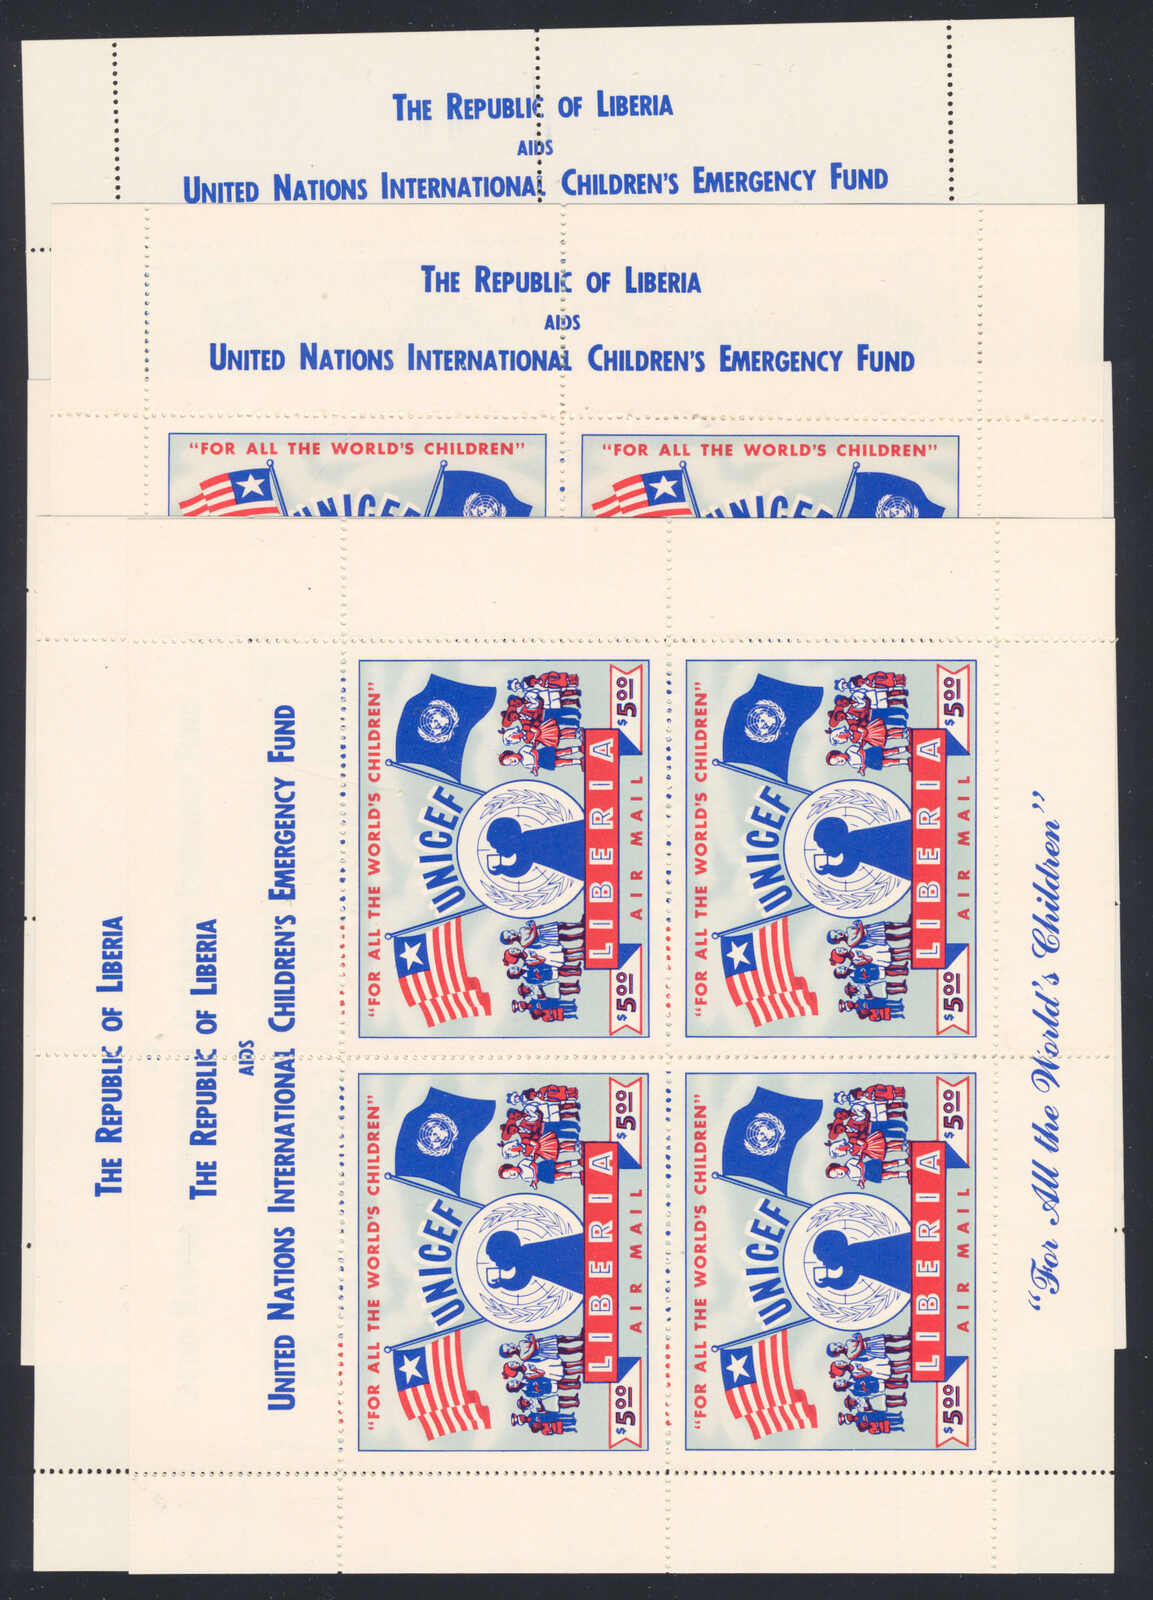 THE REPUBLIC OF LIBERIA
AIDS
UNITED NATIONS INTERNATIONAL CHILDREN'S EMERGENCY FUND
THE REPUBLIC OF LIBERIA
AIDS
UNITED NATIONS INTERNATIONAL CHILDREN'S EMERGENCY FUND
"FOR ALL THE WORLD'S CHILDREN"
UNICEF
"FOR ALL THE WORLD'S CHILDREN"
UNICEF
THE REPUBLIC OF LIBERIA
THE REPUBLIC OF LIBERIA
AIDS
UNITED NATIONS INTERNATIONAL CHILDREN'S EMERGENCY FUND
"FOR ALL THE WORLD'S CHILDREN"
UNICEF
$5.00 LIBERIA $5.00
AIR MAIL
"FOR ALL THE WORLD'S CHILDREN"
UNICEF
$5.00 LIBERIA $5.00
AIR MAIL
"FOR ALL THE WORLD'S CHILDREN"
UNICEF
$5.00 LIBERIA $5.00
AIR MAIL
"FOR ALL THE WORLD'S CHILDREN"
UNICEF
$5.00 LIBERIA $5.00
AIR MAIL
"For All the World's Children"